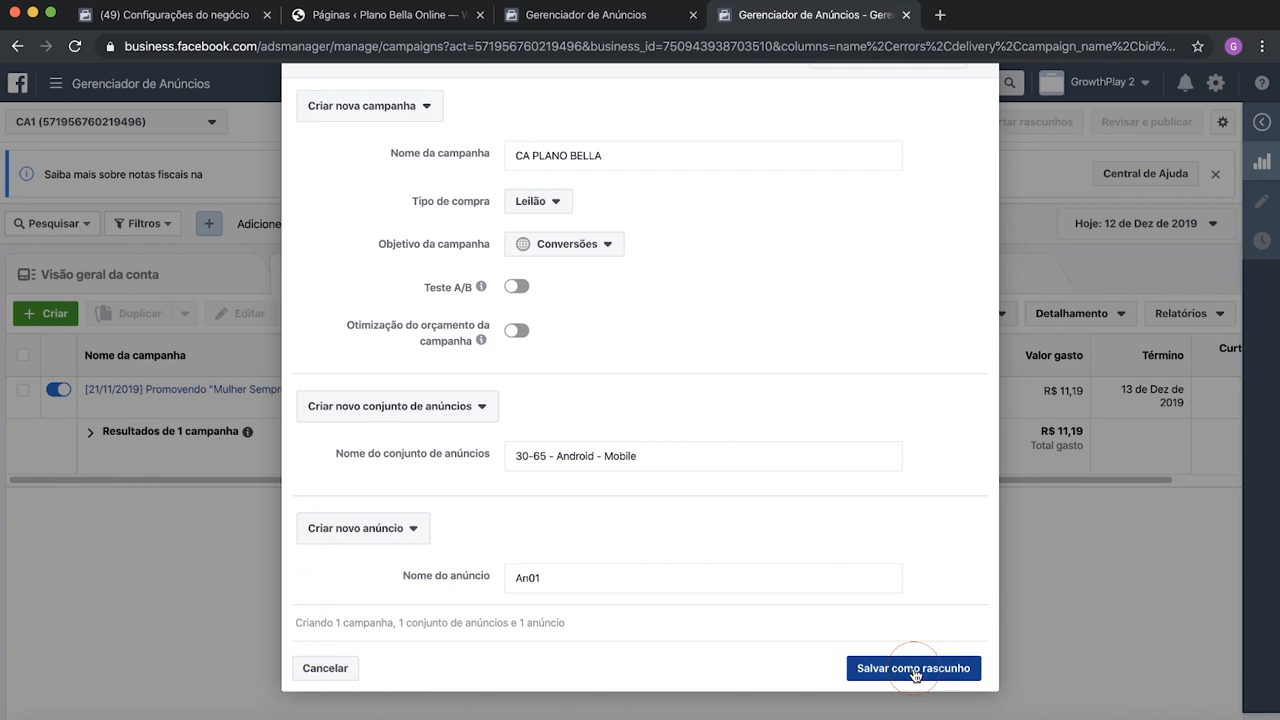 (49) Configurações do negócio
Páginas ‹ Plano Bella Online — W
Gerenciador de Anúncios
Gerenciador de Anúncios - Gere
business.facebook.com/adsmanager/manage/campaigns?act=571956760219496&business_id=750943938703510&columns=name%2Cerrors%2Cdelivery%2Ccampaign_name%2Cbid%...
G
Gerenciador de Anúncios
GrowthPlay 2
CA1 (571956760219496)
tar rascunhos
Revisar e publicar
Saiba mais sobre notas fiscais na
Central de Ajuda
Pesquisar
Filtros
Adicione
Hoje: 12 de Dez de 2019
Visão geral da conta
Criar
Duplicar
Editar
Detalhamento
Relatórios
Nome da campanha
Valor gasto
Término
[21/11/2019] Promovendo "Mulher Sempr
R$ 11,19
13 de Dez de
2019
Resultados de 1 campanha
R$ 11,19
Total gasto
Criar nova campanha
Nome da campanha
CA PLANO BELLA
Tipo de compra
Leilão
Objetivo da campanha
Conversões
Teste A/B
Otimização do orçamento da
campanha
Criar novo conjunto de anúncios
Nome do conjunto de anúncios
30-65 - Android - Mobile
Criar novo anúncio
Nome do anúncio
An01
Criando 1 campanha, 1 conjunto de anúncios e 1 anúncio
Cancelar
Salvar como rascunho